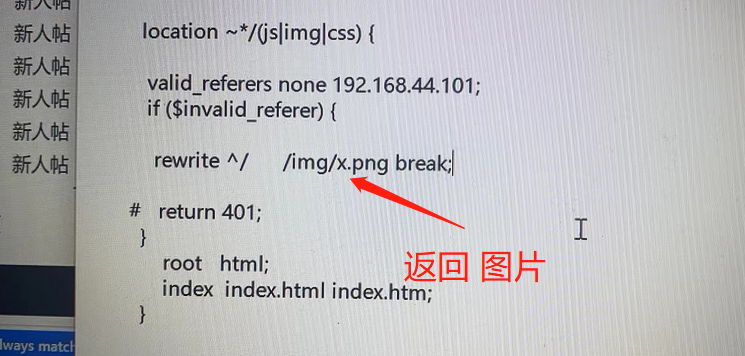 新人帖
新人帖
新人帖
新人帖
新人帖
新人帖
location ~*/(js|img|css) {
valid_referers none 192.168.44.101;
if ($invalid_referer) {
rewrite ^/ /img/x.png break;
# return 401;
}
返回 图片
root html;
index index.html index.htm;
}
lways match